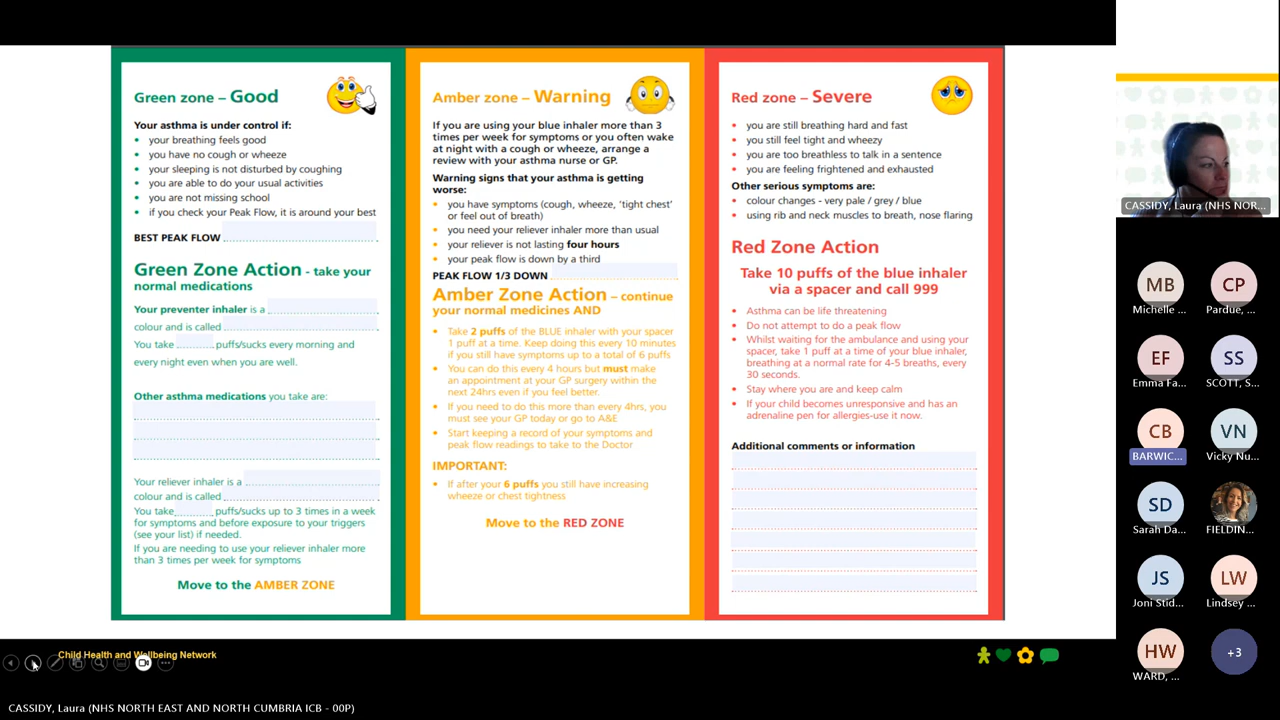 Green zone – Good
Your asthma is under control if:
• your breathing feels good
• you have no cough or wheeze
• your sleeping is not disturbed by coughing
• you are able to do your usual activities
• you are not missing school
• if you check your Peak Flow, it is around your best
BEST PEAK FLOW
Green Zone Action - take your
normal medications
Your preventer inhaler is a
colour and is called
You take puffs/sucks every morning and
every night even when you are well.
Other asthma medications you take are:
Your reliever inhaler is a
colour and is called
You take puffs/sucks up to 3 times in a week
for symptoms and before exposure to your triggers
(see your list) if needed.
If you are needing to use your reliever inhaler more
than 3 times per week for symptoms
Move to the AMBER ZONE
Amber zone – Warning
If you are using your blue inhaler more than 3
times per week for symptoms or you often wake
at night with a cough or wheeze, arrange a
review with your asthma nurse or GP.
Warning signs that your asthma is getting
worse:
• you have symptoms (cough, wheeze, ‘tight chest’
or feel out of breath)
• you need your reliever inhaler more than usual
• your reliever is not lasting four hours
• your peak flow is down by a third
PEAK FLOW 1/3 DOWN
Amber Zone Action – continue
your normal medicines AND
• Take 2 puffs of the BLUE inhaler with your spacer
1 puff at a time. Keep doing this every 10 minutes
if you still have symptoms up to a total of 6 puffs
• You can do this every 4 hours but must make
an appointment at your GP surgery within the
next 24hrs even if you feel better.
• If you need to do this more than every 4hrs, you
must see your GP today or go to A&E
• Start keeping a record of your symptoms and
peak flow readings to take to the Doctor
IMPORTANT:
• If after your 6 puffs you still have increasing
wheeze or chest tightness
Move to the RED ZONE
Red zone – Severe
• you are still breathing hard and fast
• you still feel tight and wheezy
• you are too breathless to talk in a sentence
• you are feeling frightened and exhausted
Other serious symptoms are:
• colour changes - very pale / grey / blue
• using rib and neck muscles to breath, nose flaring
Red Zone Action
Take 10 puffs of the blue inhaler
via a spacer and call 999
• Asthma can be life threatening
• Do not attempt to do a peak flow
• Whilst waiting for the ambulance and using your
spacer, take 1 puff at a time of your blue inhaler,
breathing at a normal rate for 4–5 breaths, every
30 seconds.
• Stay where you are and keep calm
• If your child becomes unresponsive and has an
adrenaline pen for allergies-use it now.
Additional comments or information
Child Health and Wellbeing Network
CASSIDY, Laura (NHS NORTH EAST AND NORTH CUMBRIA ICB - 00P)
CASSIDY, Laura (NHS NOR...
MB
Michelle ...
CP
Pardue, ...
EF
Emma Fa...
SS
SCOTT, S...
CB
BARWIC...
VN
Vicky Nu...
SD
Sarah Da...
FIELDIN...
JS
Joni Stid...
LW
Lindsey ...
HW
WARD, ...
+3